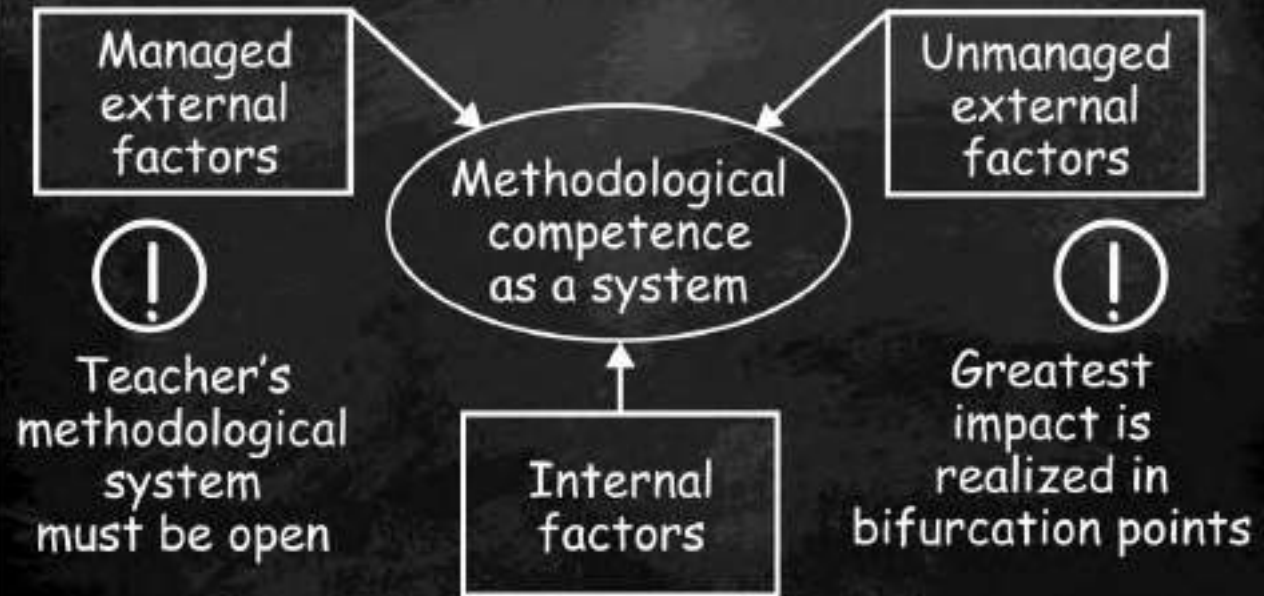 Managed
external
factors
Unmanaged
external
factors
Methodological
competence
as a system
!
Teacher's
methodological
system
must be open
Internal
factors
!
Greatest
impact is
realized in
bifurcation points